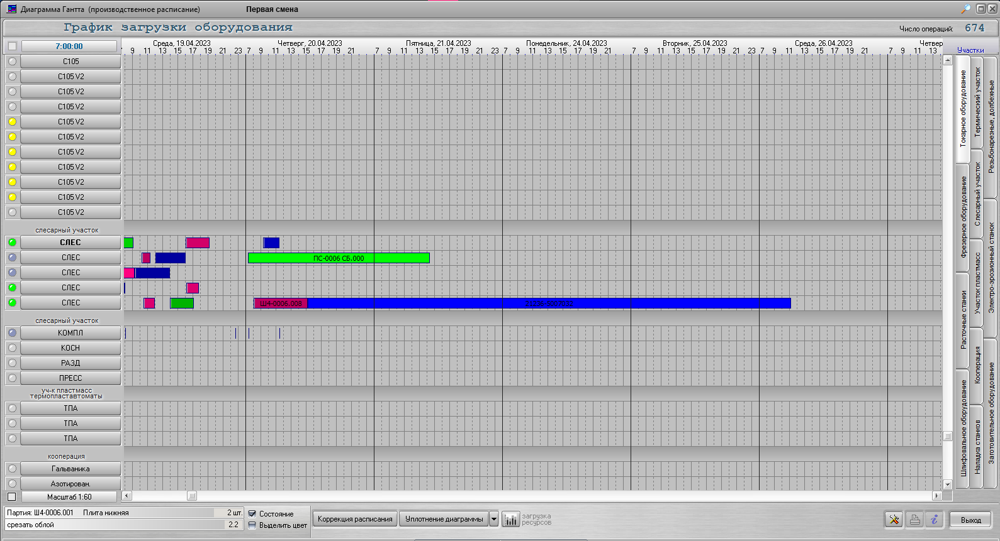 Диаграмма Гантта (производственное расписание) Первая смена
График загрузки оборудования
Число операций: 674
7:00:00
Среда, 19.04.2023 Четверг, 20.04.2023 Пятница, 21.04.2023 Понедельник, 24.04.2023 Вторник, 25.04.2023 Среда, 26.04.2023 Четвер
9 11 13 15 17 19 21 23 7 9 11 13 15 17 19 21 7 9 11 13 15 17 19 21 23 7 9 11 13 15 17 19 21 7 9 11 13 15 17 19 21 23 7 9 11 13 15 17 19 21 7 9 11 13
Участки
С105
С105 V2
С105 V2
С105 V2
С105 V2
С105 V2
С105 V2
С105 V2
С105 V2
С105 V2
С105 V2
слесарный участок
СЛЕС
СЛЕС
ПС-0006 СБ.000
СЛЕС
СЛЕС
СЛЕС
Ш4-0006.008
21256-6007032
слесарный участок
КОМПЛ
КОСН
РАЗД
ПРЕСС
уч-к пластмасс
термопластавтоматы
ТПА
ТПА
ТПА
кооперация
Гальваника
Азотирован.
Масштаб 1:60
Токарное оборудование
Фрезерное оборудование
Расточные станки
Шлифовальное оборудование
Термический участок
Слесарный участок
Участок пластмасс
Кооперация
Наладка станков
Резьбонарезные, долбежные
Электро-эрозионный станок
Заготовительное оборудование
Партия: Ш4-0006.001 Плита нижняя 2 шт.
срезать облой 2.2
Состояние
Выделить цвет
Коррекция расписания
Уплотнение диаграммы
загрузка
ресурсов
Выход